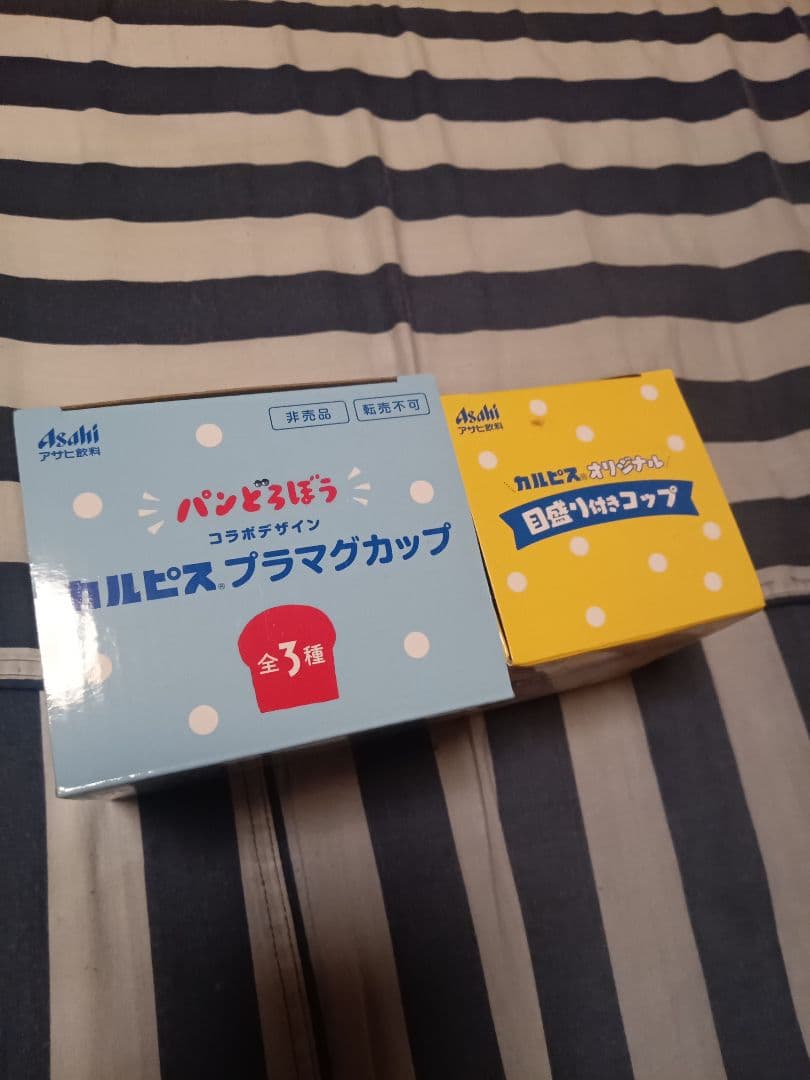 Asahi
アサヒ飲料
非売品
転売不可
パンどろぼう
コラボデザイン
カルピス®プラマグカップ
全3種
Asahi
アサヒ飲料
カルピス®オリジナル
目盛り付きコップ